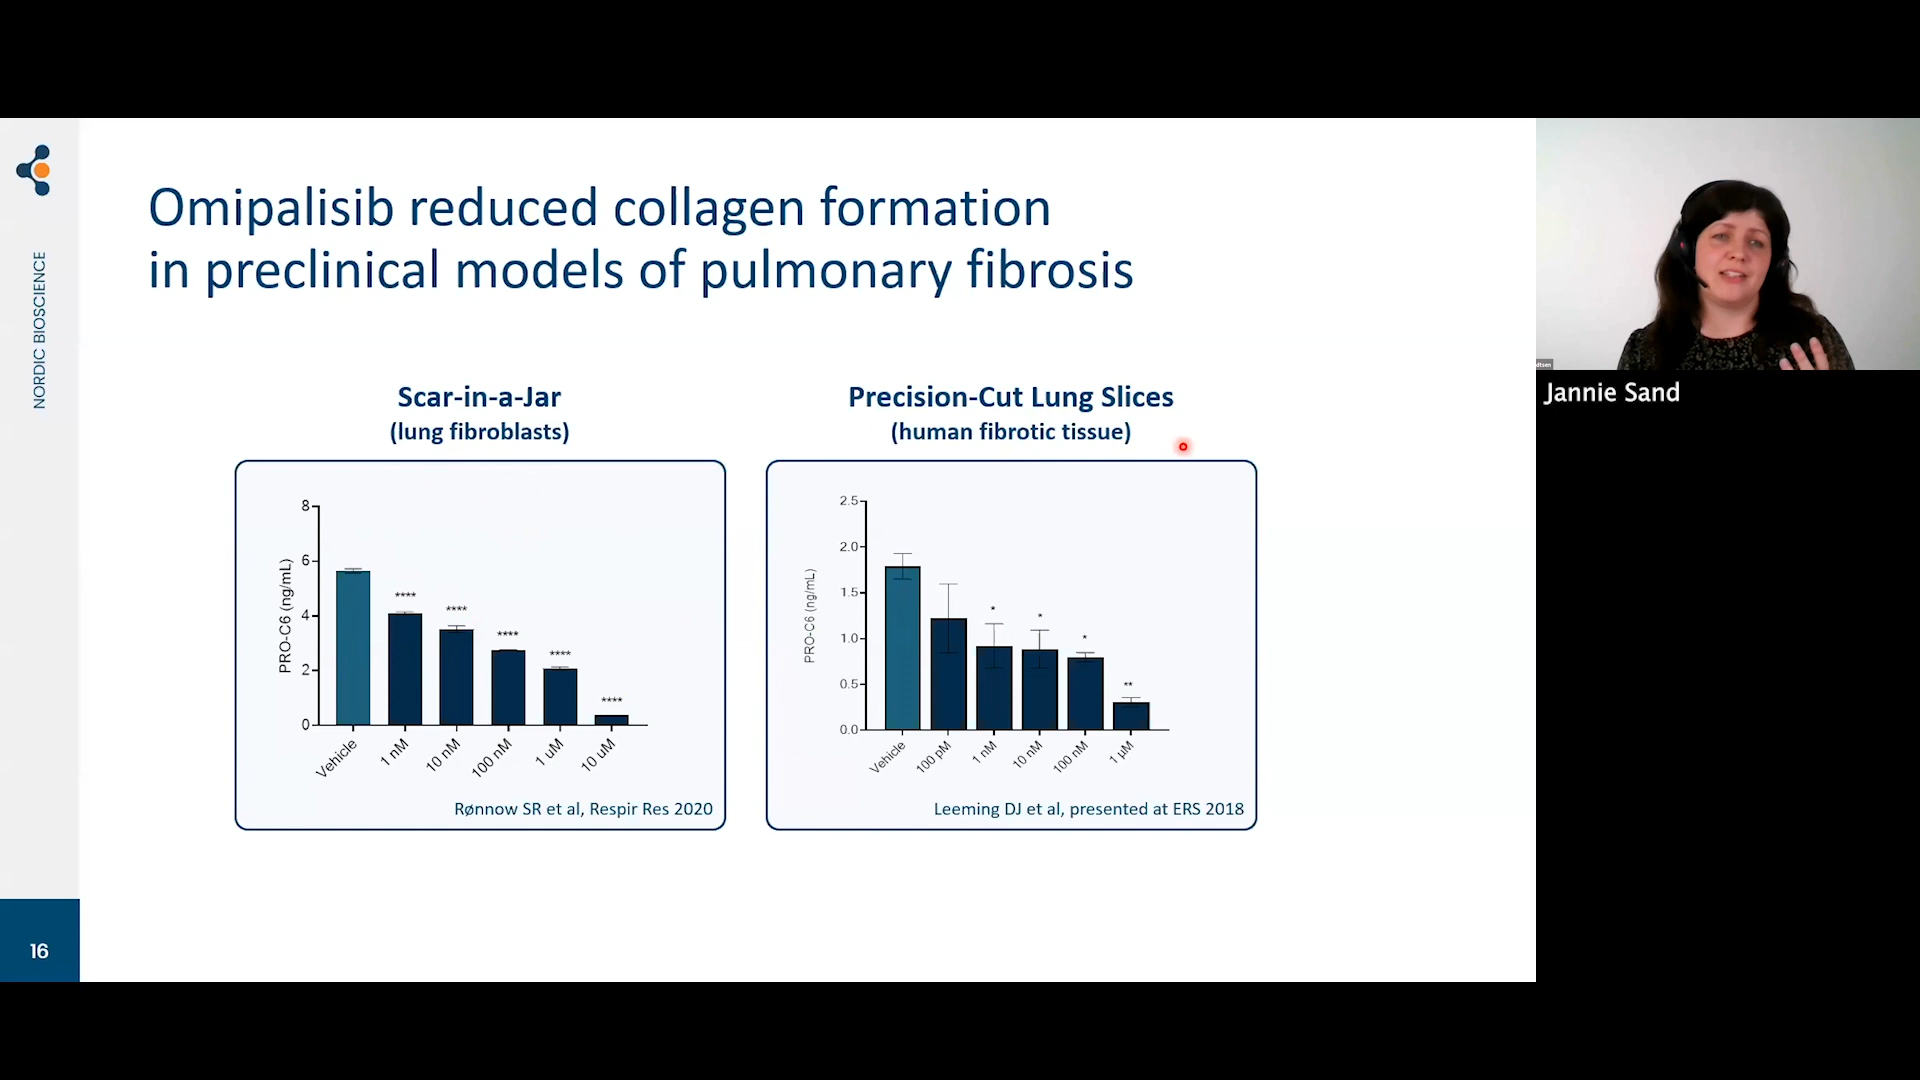 NORDIC BIOSCIENCE
Omipalisib reduced collagen formation
in preclinical models of pulmonary fibrosis
Scar-in-a-Jar
(lung fibroblasts)
PRO-C6 (ng/mL)
8
6
4
2
0
****
****
****
****
****
Vehicle
1 nM
10 nM
100 nM
1 uM
10 uM
Rønnow SR et al, Respir Res 2020
Precision-Cut Lung Slices
(human fibrotic tissue)
PRO-C6 (ng/mL)
2.5
2.0
1.5
1.0
0.5
0.0
*
*
*
**
Vehicle
100 pM
1 nM
10 nM
100 nM
1 µM
Leeming DJ et al, presented at ERS 2018
16
Jannie Sand